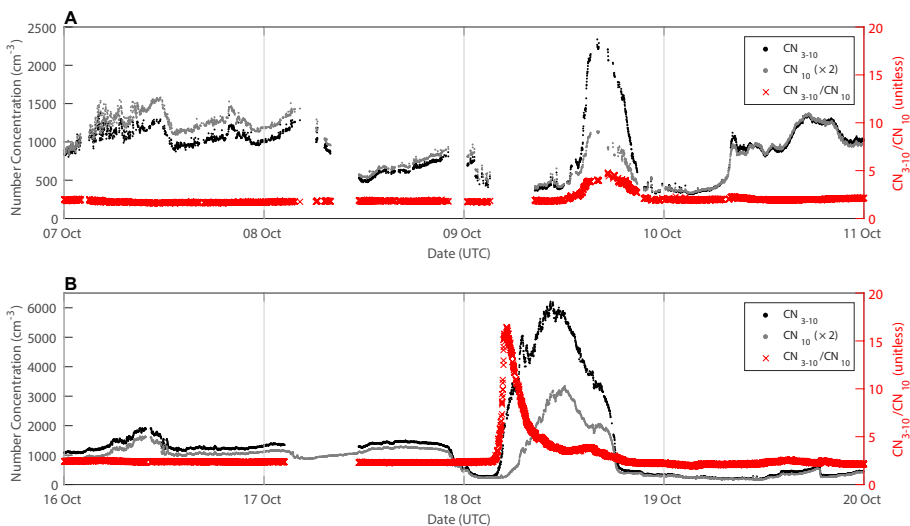 A
Number Concentration (cm⁻³)
2500
2000
1500
1000
500
0
07 Oct
08 Oct
09 Oct
10 Oct
11 Oct
Date (UTC)
20
15
10
5
0
CN₃₋₁₀/CN₁₀ (unitless)
CN₃₋₁₀
CN₁₀ (×2)
CN₃₋₁₀/CN₁₀
B
Number Concentration (cm⁻³)
6000
5000
4000
3000
2000
1000
0
16 Oct
17 Oct
18 Oct
19 Oct
20 Oct
Date (UTC)
20
15
10
5
0
CN₃₋₁₀/CN₁₀ (unitless)
CN₃₋₁₀
CN₁₀ (×2)
CN₃₋₁₀/CN₁₀